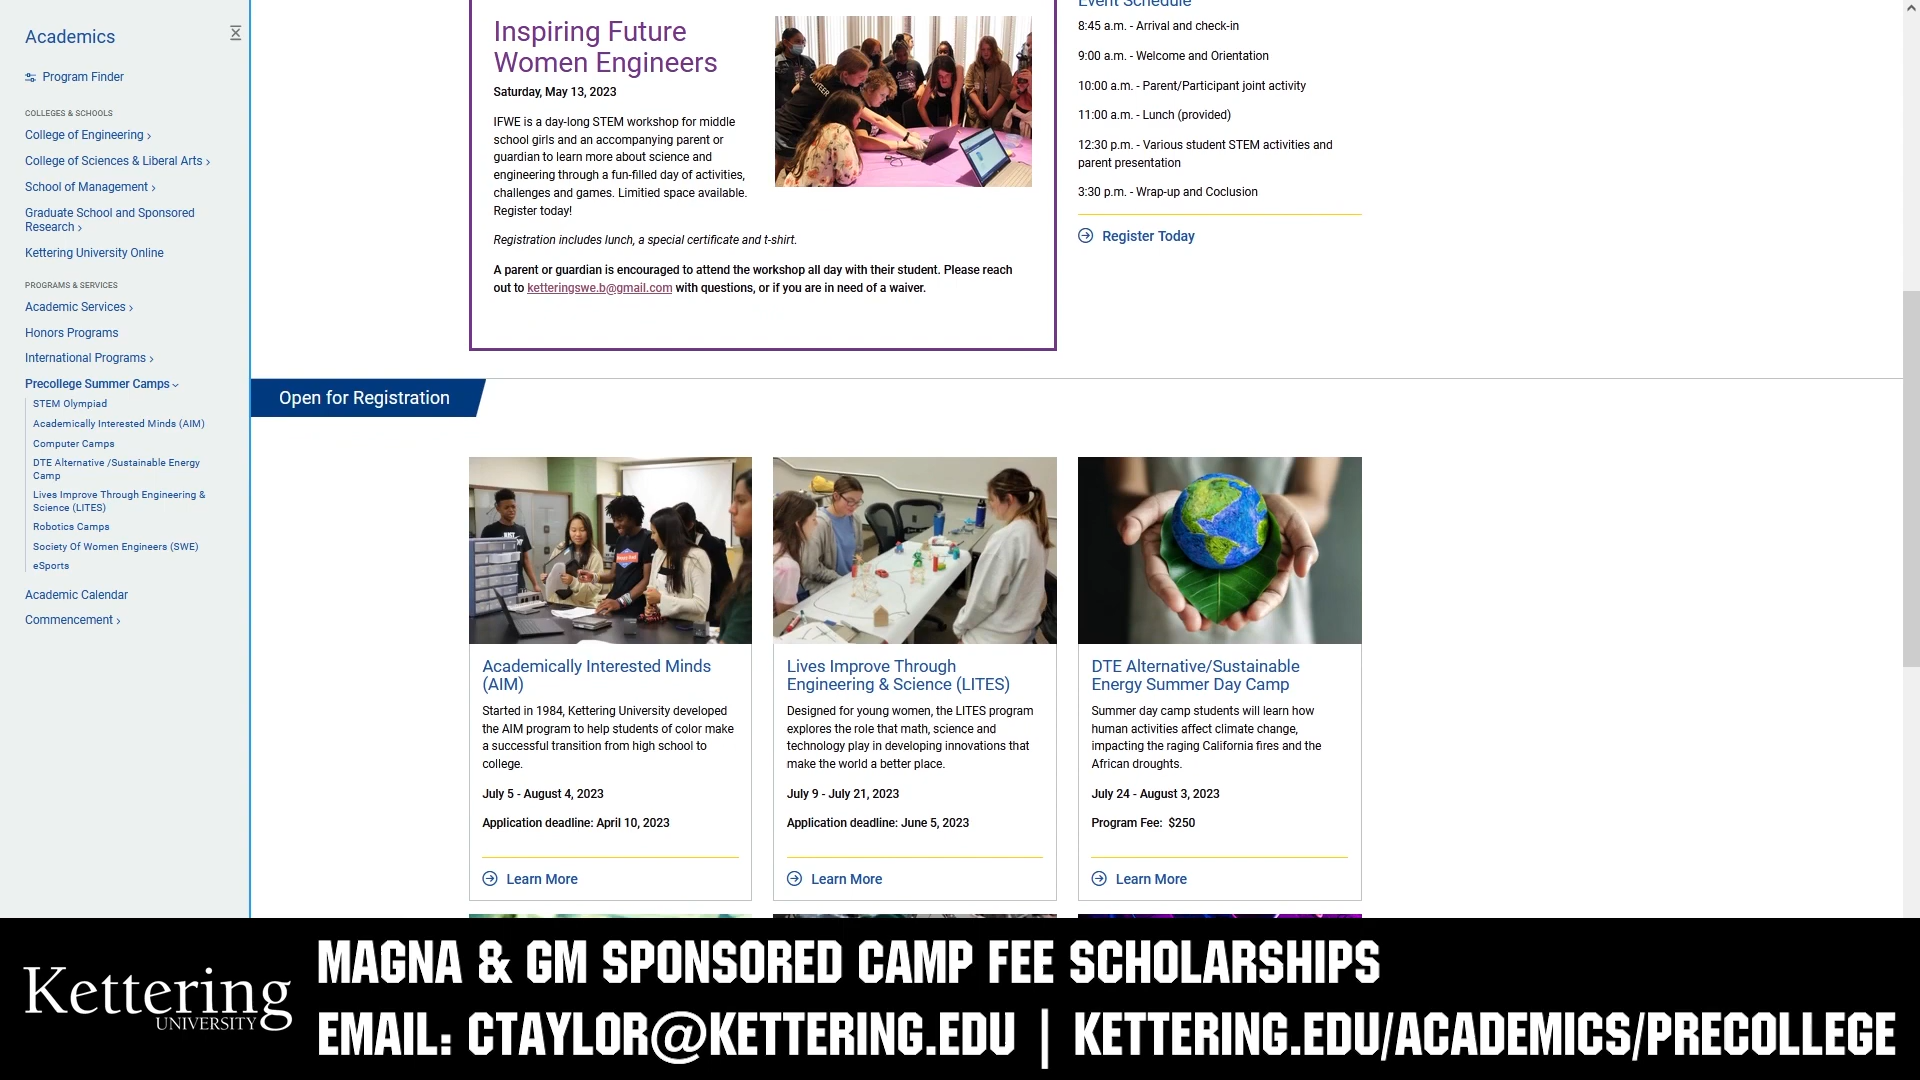 Academics
Program Finder
COLLEGES & SCHOOLS
College of Engineering
College of Sciences & Liberal Arts
School of Management
Graduate School and Sponsored
Research
Kettering University Online
PROGRAMS & SERVICES
Academic Services
Honors Programs
International Programs
Precollege Summer Camps
STEM Olympiad
Academically Interested Minds (AIM)
Computer Camps
DTE Alternative /Sustainable Energy
Camp
Lives Improve Through Engineering &
Science (LITES)
Robotics Camps
Society Of Women Engineers (SWE)
eSports
Academic Calendar
Commencement
Inspiring Future
Women Engineers
Saturday, May 13, 2023
IFWE is a day-long STEM workshop for middle
school girls and an accompanying parent or
guardian to learn more about science and
engineering through a fun-filled day of activities,
challenges and games. Limitied space available.
Register today!
Registration includes lunch, a special certificate and t-shirt.
A parent or guardian is encouraged to attend the workshop all day with their student. Please reach
out to ketteringswe.b@gmail.com with questions, or if you are in need of a waiver.
Event Schedule
8:45 a.m. - Arrival and check-in
9:00 a.m. - Welcome and Orientation
10:00 a.m. - Parent/Participant joint activity
11:00 a.m. - Lunch (provided)
12:30 p.m. - Various student STEM activities and
parent presentation
3:30 p.m. - Wrap-up and Coclusion
Register Today
Open for Registration
Academically Interested Minds
(AIM)
Started in 1984, Kettering University developed
the AIM program to help students of color make
a successful transition from high school to
college.
July 5 - August 4, 2023
Application deadline: April 10, 2023
Learn More
Lives Improve Through
Engineering & Science (LITES)
Designed for young women, the LITES program
explores the role that math, science and
technology play in developing innovations that
make the world a better place.
July 9 - July 21, 2023
Application deadline: June 5, 2023
Learn More
DTE Alternative/Sustainable
Energy Summer Day Camp
Summer day camp students will learn how
human activities affect climate change,
impacting the raging California fires and the
African droughts.
July 24 - August 3, 2023
Program Fee: $250
Learn More
Kettering
UNIVERSITY
MAGNA & GM SPONSORED CAMP FEE SCHOLARSHIPS
EMAIL: CTAYLOR@KETTERING.EDU | KETTERING.EDU/ACADEMICS/PRECOLLEGE